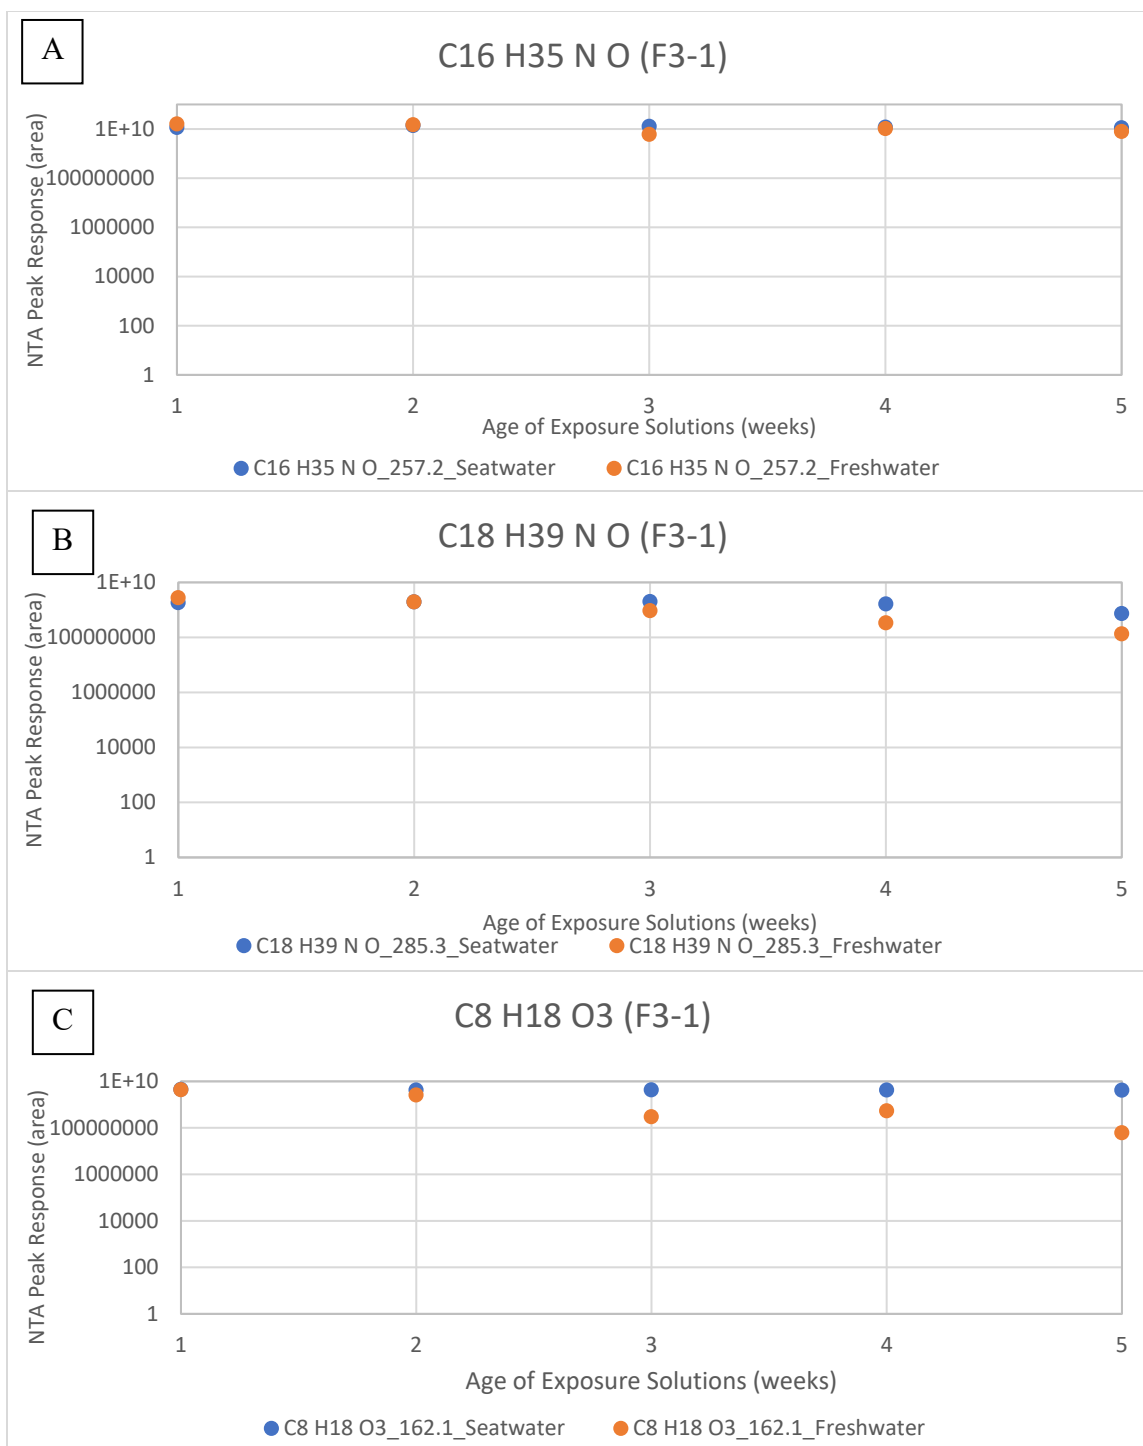 A
C16 H35 N O (F3-1)
NTA Peak Response (area)
1E+10
100000000
1000000
10000
100
1
1 2 3 4 5
Age of Exposure Solutions (weeks)
C16 H35 N O_257.2_Seatwater C16 H35 N O_257.2_Freshwater
B
C18 H39 N O (F3-1)
NTA Peak Response (area)
1E+10
100000000
1000000
10000
100
1
1 2 3 4 5
Age of Exposure Solutions (weeks)
C18 H39 N O_285.3_Seatwater C18 H39 N O_285.3_Freshwater
C
C8 H18 O3 (F3-1)
NTA Peak Response (area)
1E+10
100000000
1000000
10000
100
1
1 2 3 4 5
Age of Exposure Solutions (weeks)
C8 H18 O3_162.1_Seatwater C8 H18 O3_162.1_Freshwater